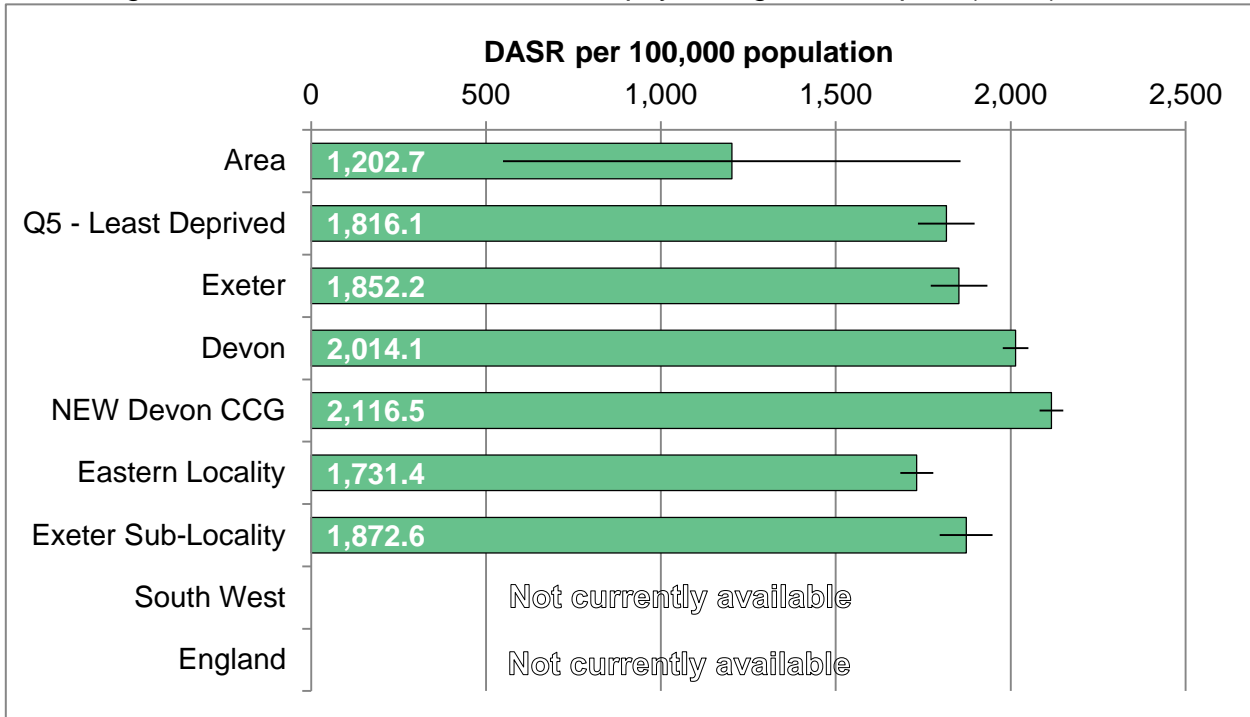 DASR per 100,000 population
0 500 1,000 1,500 2,000 2,500
Area 1,202.7
Q5 - Least Deprived 1,816.1
Exeter 1,852.2
Devon 2,014.1
NEW Devon CCG 2,116.5
Eastern Locality 1,731.4
Exeter Sub-Locality 1,872.6
South West Not currently available
England Not currently available